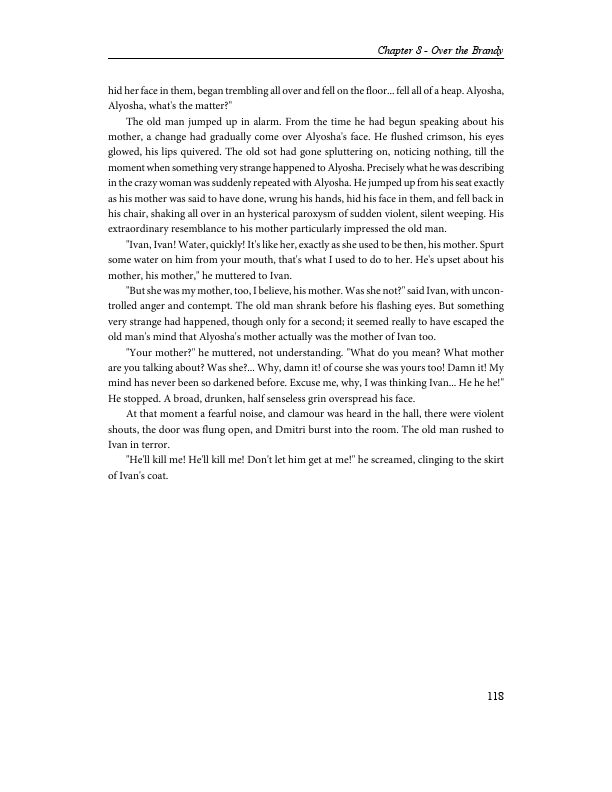 Chapter 8 - Over the Brandy
hid her face in them, began trembling all over and fell on the floor... fell all of a heap. Alyosha,
Alyosha, what's the matter?"
The old man jumped up in alarm. From the time he had begun speaking about his
mother, a change had gradually come over Alyosha's face. He flushed crimson, his eyes
glowed, his lips quivered. The old sot had gone spluttering on, noticing nothing, till the
moment when something very strange happened to Alyosha. Precisely what he was describing
in the crazy woman was suddenly repeated with Alyosha. He jumped up from his seat exactly
as his mother was said to have done, wrung his hands, hid his face in them, and fell back in
his chair, shaking all over in an hysterical paroxysm of sudden violent, silent weeping. His
extraordinary resemblance to his mother particularly impressed the old man.
"Ivan, Ivan! Water, quickly! It's like her, exactly as she used to be then, his mother. Spurt
some water on him from your mouth, that's what I used to do to her. He's upset about his
mother, his mother," he muttered to Ivan.
"But she was my mother, too, I believe, his mother. Was she not?" said Ivan, with uncon-
trolled anger and contempt. The old man shrank before his flashing eyes. But something
very strange had happened, though only for a second; it seemed really to have escaped the
old man's mind that Alyosha's mother actually was the mother of Ivan too.
"Your mother?" he muttered, not understanding. "What do you mean? What mother
are you talking about? Was she?... Why, damn it! of course she was yours too! Damn it! My
mind has never been so darkened before. Excuse me, why, I was thinking Ivan... He he he!"
He stopped. A broad, drunken, half senseless grin overspread his face.
At that moment a fearful noise, and clamour was heard in the hall, there were violent
shouts, the door was flung open, and Dmitri burst into the room. The old man rushed to
Ivan in terror.
"He'll kill me! He'll kill me! Don't let him get at me!" he screamed, clinging to the skirt
of Ivan's coat.
118